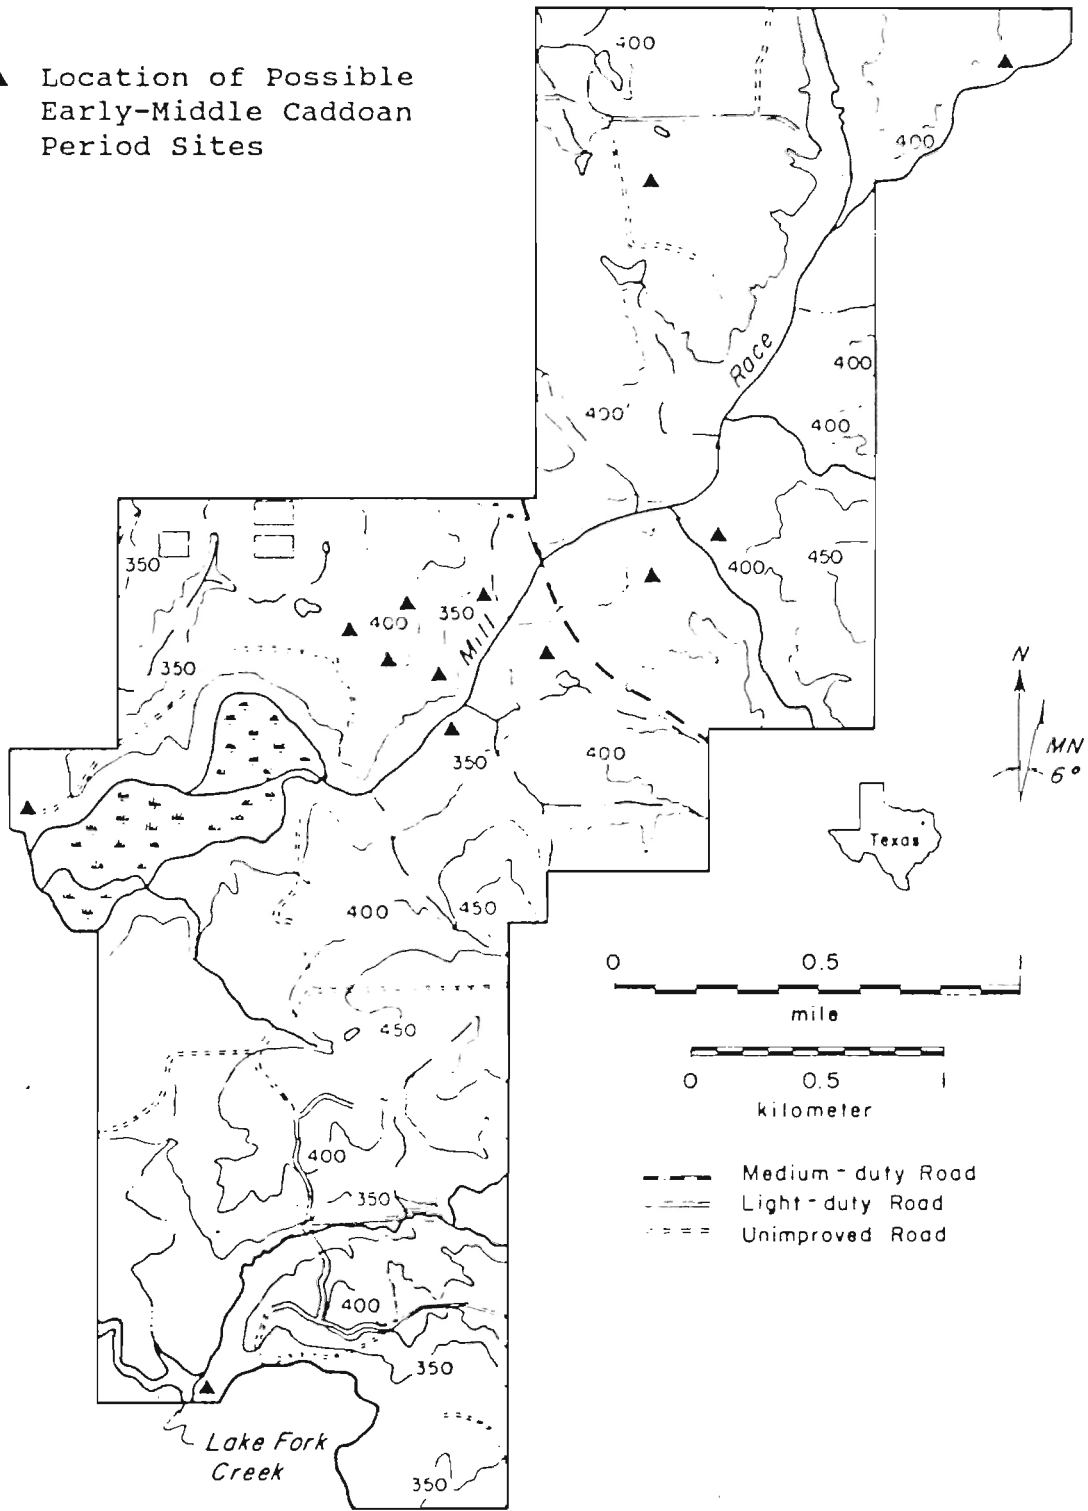 ▲ Location of Possible
Early-Middle Caddoan
Period Sites
400
400
Race
400
400
400
350
400
350
Mill
400
450
350
350
400
N
MN
6°
Texas
400
450
450
0 0.5 1
mile
0 0.5 1
kilometer
400
350
Medium-duty Road
Light-duty Road
Unimproved Road
400
350
Lake Fork
Creek
350